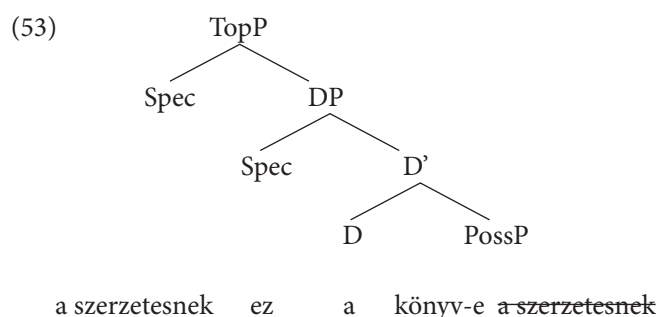 (53) TopP
Spec DP
Spec D’
D PossP
a szerzetesnek ez a könyv-e a szerzetesnek